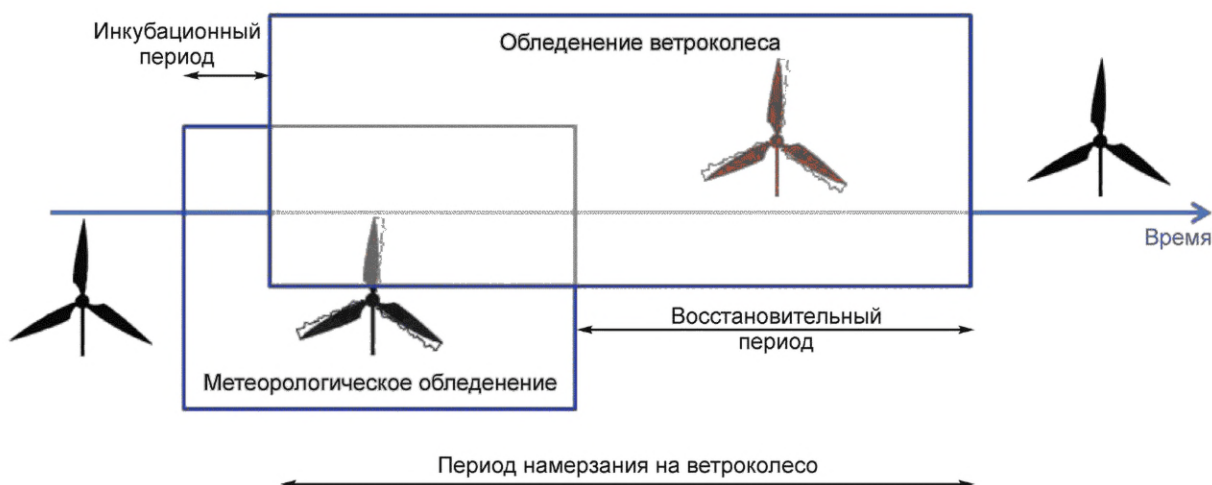 Инкубационный
период
Обледенение ветроколеса
Время
Восстановительный
период
Метеорологическое обледенение
Период намерзания на ветроколесо